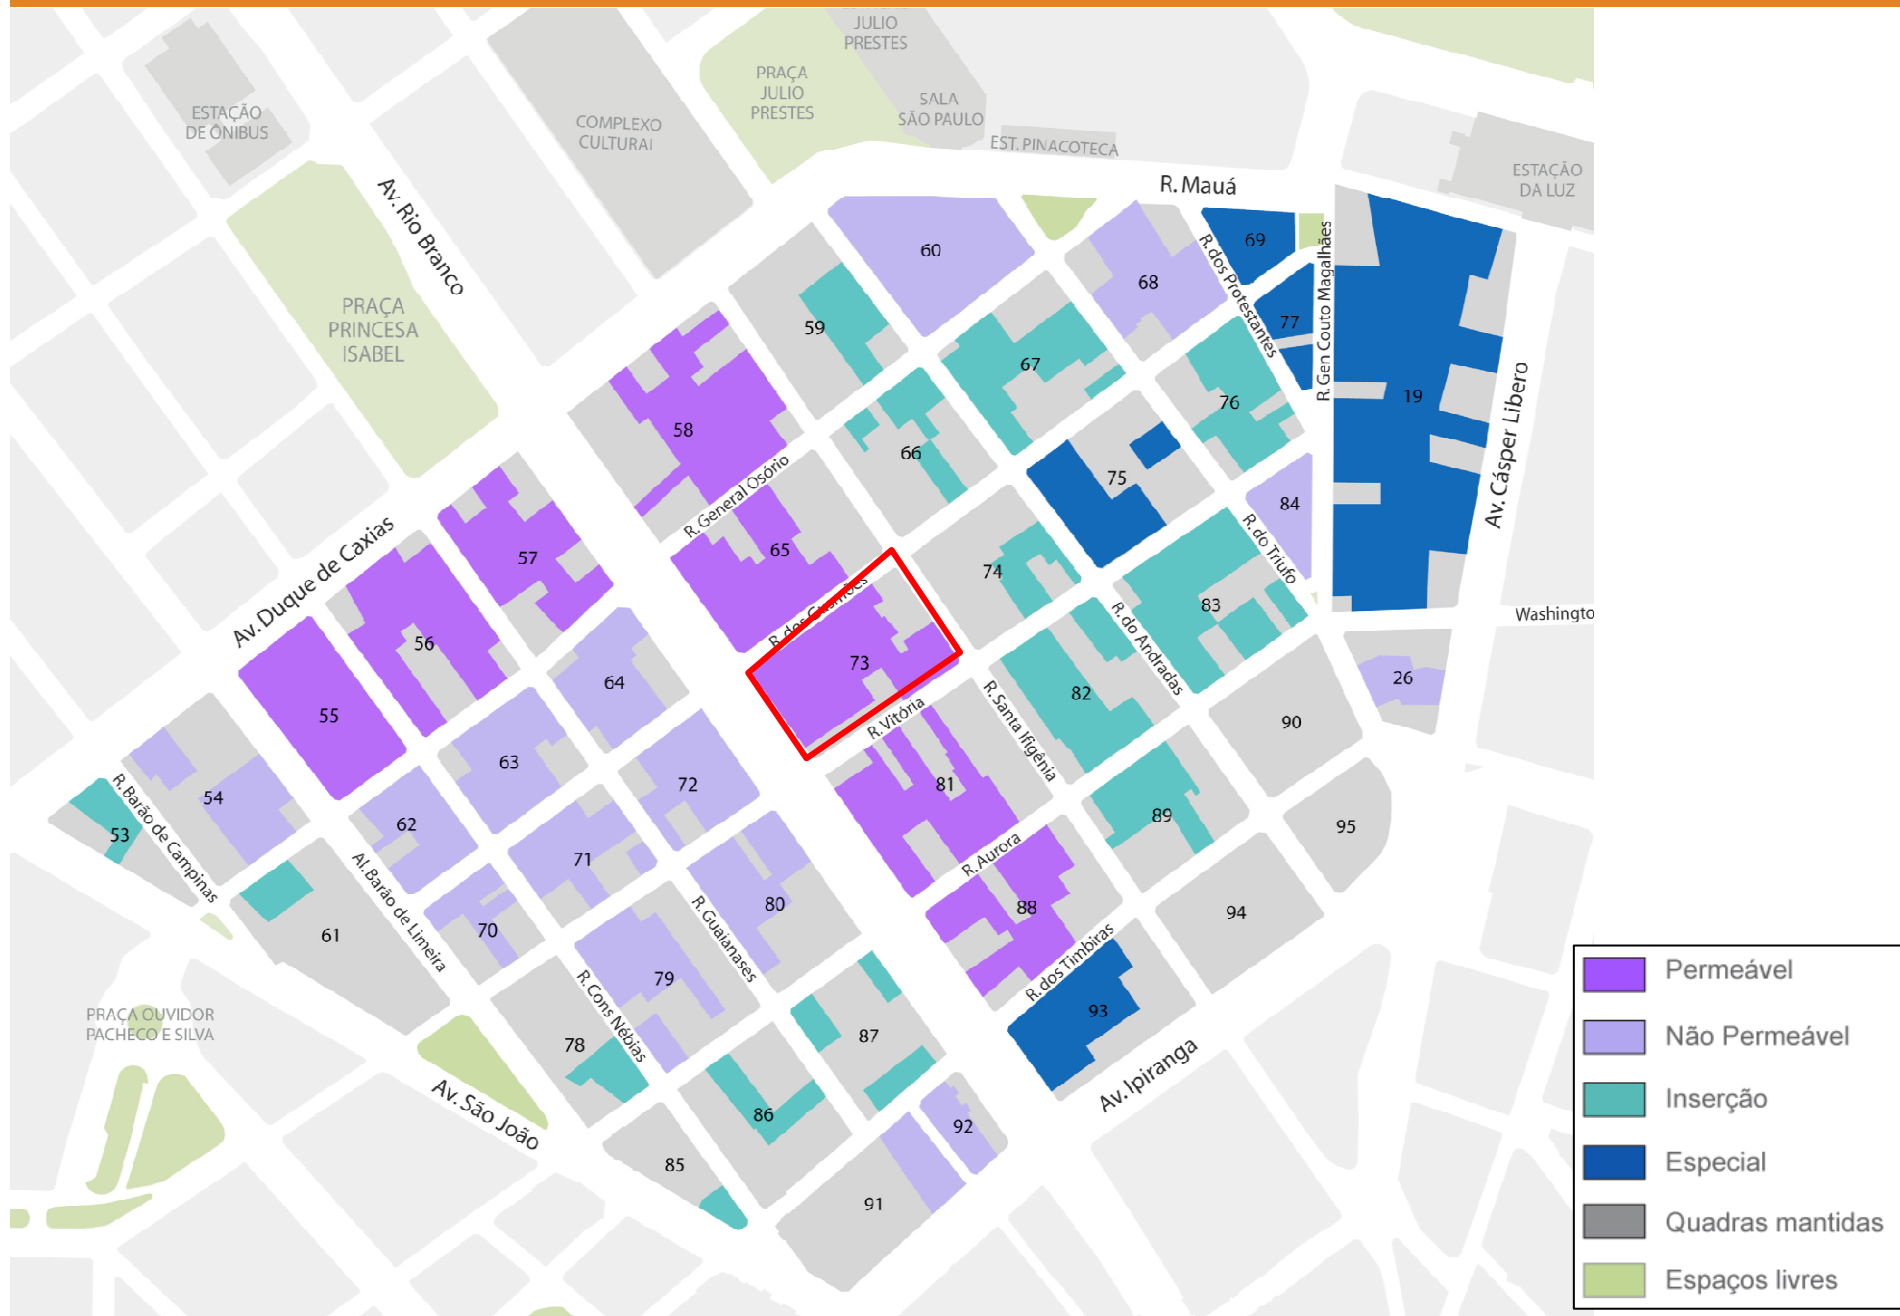 JULIO
PRESTES
PRAÇA
JULIO
PRESTES
SALA
SÃO PAULO
EST. PINACOTECA
ESTAÇÃO
DE ÔNIBUS
COMPLEXO
CULTURAL
ESTAÇÃO
DA LUZ
R. Mauá
Av. Rio Branco
PRAÇA
PRINCESA
ISABEL
R. dos Protestantes
R. Gen Couto Magalhães
Av. Cásper Libero
60
69
68
77
59
67
19
76
58
66
75
R. General Osório
84
R. do Triufo
57
65
74
Av. Duque de Caxias
R. dos Gusmões
83
Washingto
56
73
64
R. do Andradas
26
82
55
R. Vitória
R. Santa Ifigênia
90
63
72
81
54
R. Barão de Campinas
62
89
95
53
71
R. Aurora
Al. Barão de Limeira
80
88
94
R. Guaianases
70
61
79
R. dos Timbiras
R. Cons Nébias
93
PRAÇA OUVIDOR
PACHECO E SILVA
78
87
Av. Ipiranga
Av. São João
86
92
85
91
Permeável
Não Permeável
Inserção
Especial
Quadras mantidas
Espaços livres